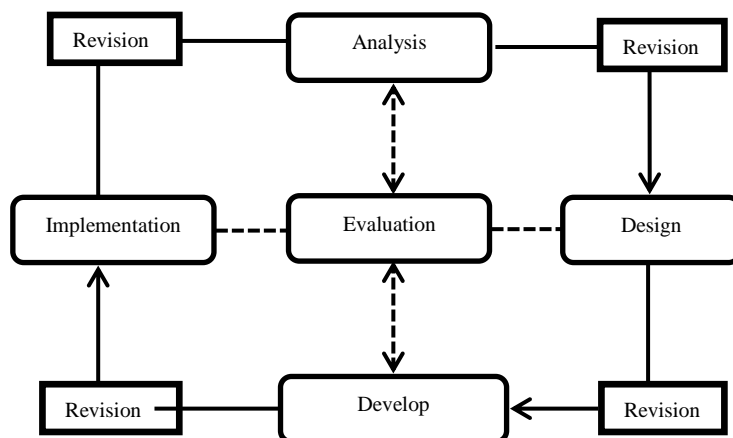 Revision
Analysis
Revision
Implementation
Evaluation
Design
Revision
Develop
Revision